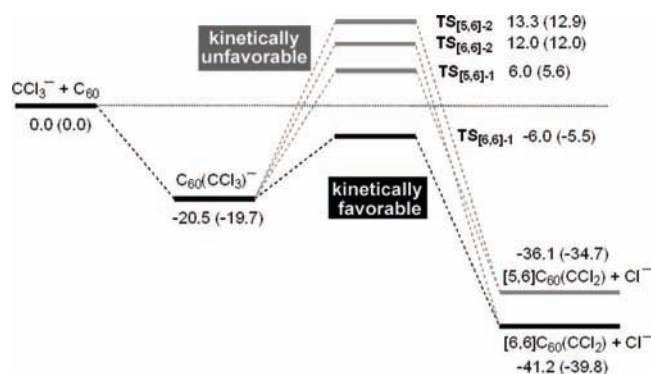 TS[5,6]-2 13.3 (12.9)
kinetically
unfavorable
TS[6,6]-2 12.0 (12.0)
TS[5,6]-1 6.0 (5.6)
CCl₃⁻ + C₆₀
0.0 (0.0)
TS[6,6]-1 -6.0 (-5.5)
C₆₀(CCl₃)⁻
-20.5 (-19.7)
kinetically
favorable
-36.1 (-34.7)
[5,6]C₆₀(CCl₂) + Cl⁻
[6,6]C₆₀(CCl₂) + Cl⁻
-41.2 (-39.8)